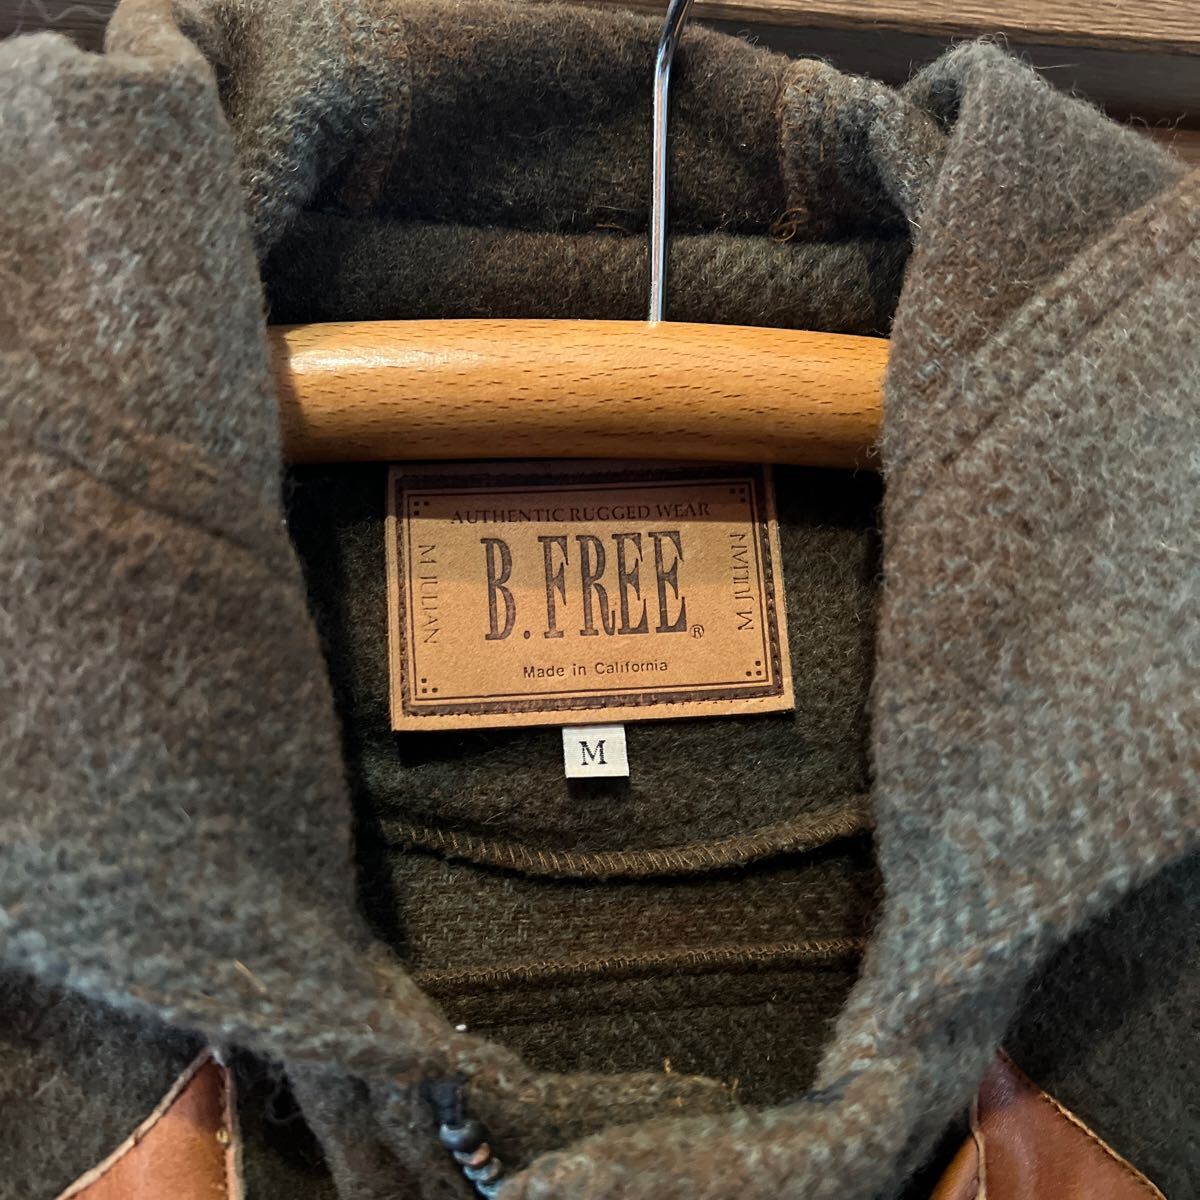 AUTHENTIC RUGGED WEAR
M JULIAN
B.FREE®
M JULIAN
Made in California
M